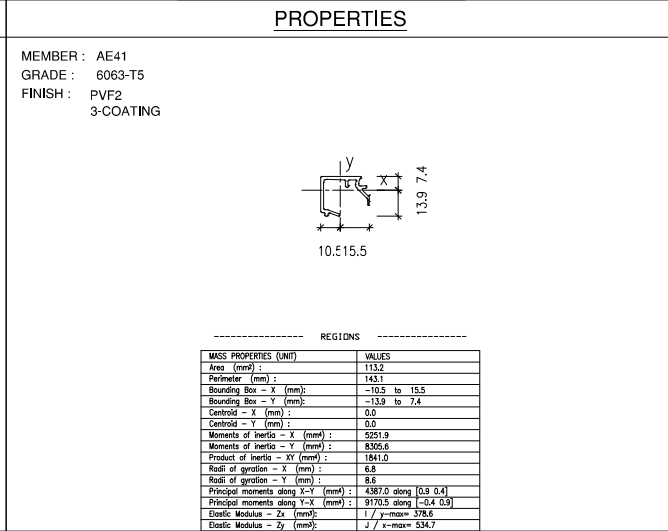 PROPERTIES
MEMBER : AE41
GRADE : 6063-T5
FINISH : PVF2
3-COATING
y
x
13.9 7.4
10.5 15.5
---------------- REGIONS ----------------
MASS PROPERTIES (UNIT) VALUES
Area (mm²) : 113.2
Perimeter (mm) : 143.1
Bounding Box - X (mm): -10.5 to 15.5
Bounding Box - Y (mm): -13.9 to 7.4
Centroid - X (mm) : 0.0
Centroid - Y (mm) : 0.0
Moments of inertia - X (mm⁴) : 5251.9
Moments of inertia - Y (mm⁴) : 8305.6
Product of inertia - XY (mm⁴) : 1841.0
Radii of gyration - X (mm) : 6.8
Radii of gyration - Y (mm) : 8.6
Principal moments along X-Y (mm⁴) : 4387.0 along [0.9 0.4]
Principal moments along Y-X (mm⁴) : 9170.5 along [-0.4 0.9]
Elastic Modulus - Zx (mm³): I / y-max= 378.6
Elastic Modulus - Zy (mm³): J / x-max= 534.7